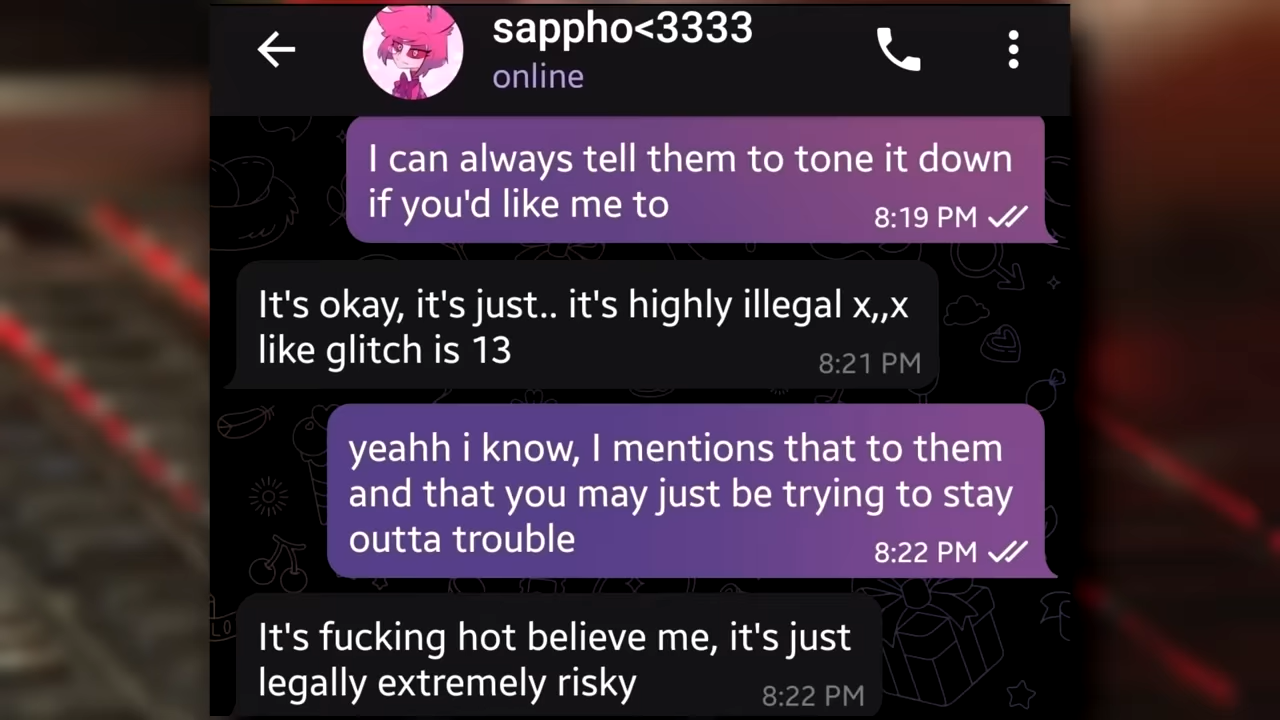 sappho<3333
online
I can always tell them to tone it down
if you'd like me to
8:19 PM
It's okay, it's just.. it's highly illegal x,,x
like glitch is 13
8:21 PM
yeahh i know, I mentions that to them
and that you may just be trying to stay
outta trouble
8:22 PM
It's fucking hot believe me, it's just
legally extremely risky
8:22 PM